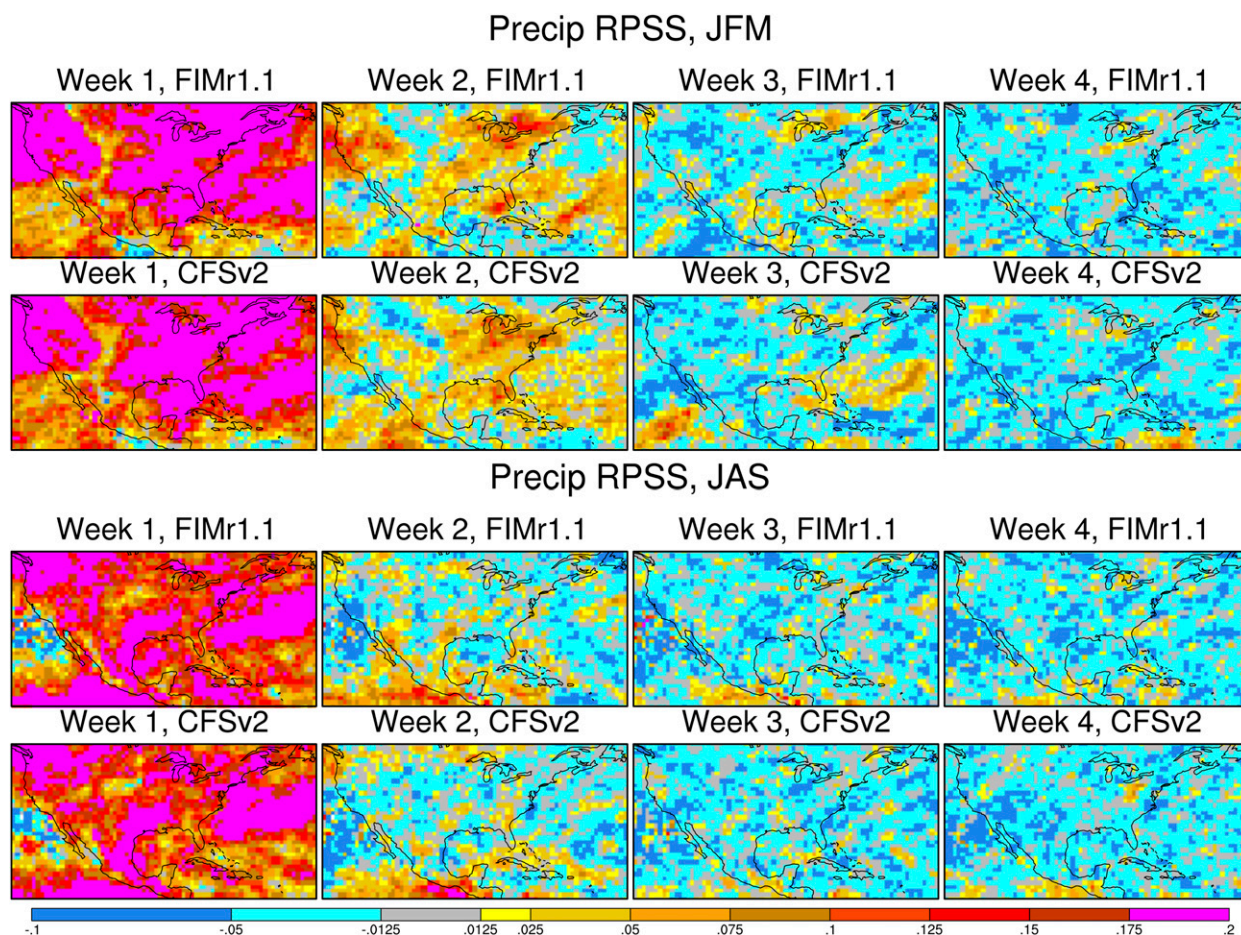 Precip RPSS, JFM
Week 1, FIMr1.1 Week 2, FIMr1.1 Week 3, FIMr1.1 Week 4, FIMr1.1
Week 1, CFSv2 Week 2, CFSv2 Week 3, CFSv2 Week 4, CFSv2
Precip RPSS, JAS
Week 1, FIMr1.1 Week 2, FIMr1.1 Week 3, FIMr1.1 Week 4, FIMr1.1
Week 1, CFSv2 Week 2, CFSv2 Week 3, CFSv2 Week 4, CFSv2
-.1 -.05 -.0125 .0125 .025 .05 .075 .1 .125 .15 .175 .2